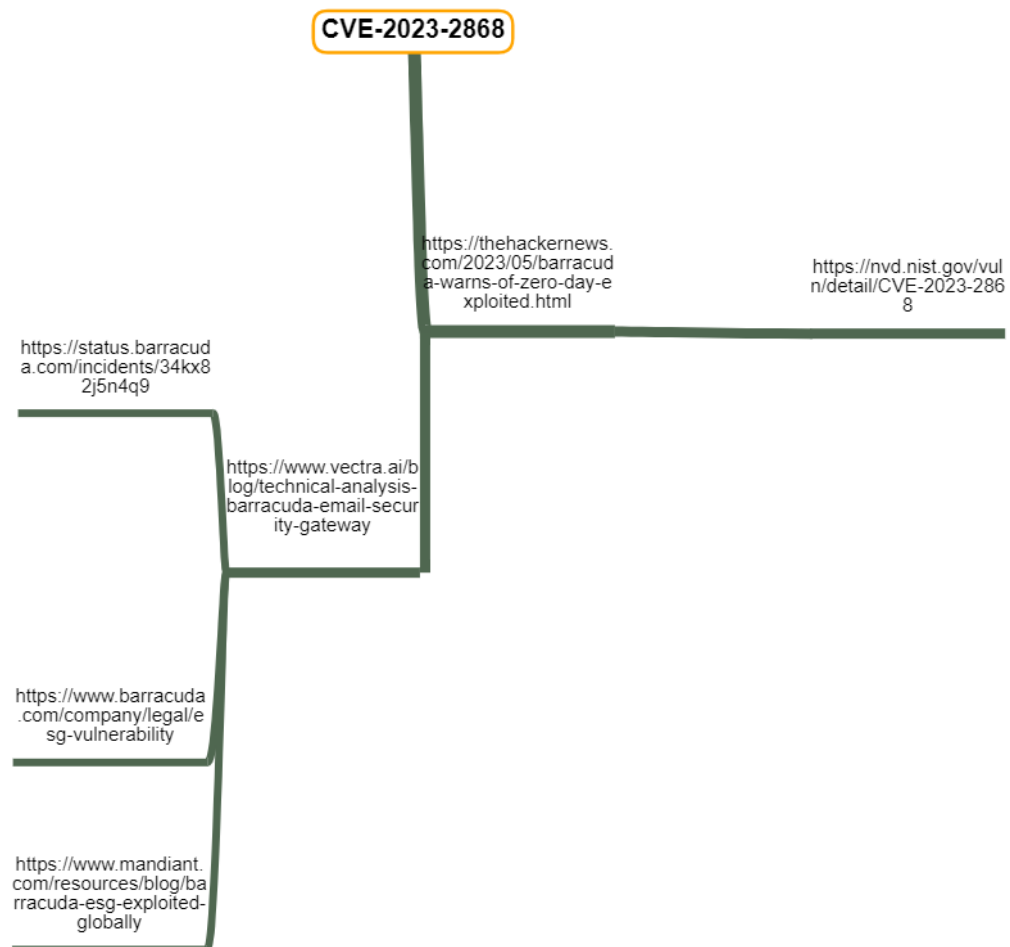 CVE-2023-2868
https://thehackernews.
com/2023/05/barracud
a-warns-of-zero-day-e
xploited.html
https://nvd.nist.gov/vul
n/detail/CVE-2023-286
8
https://status.barracud
a.com/incidents/34kx8
2j5n4q9
https://www.vectra.ai/b
log/technical-analysis-
barracuda-email-secur
ity-gateway
https://www.barracuda
.com/company/legal/e
sg-vulnerability
https://www.mandiant.
com/resources/blog/ba
rracuda-esg-exploited-
globally